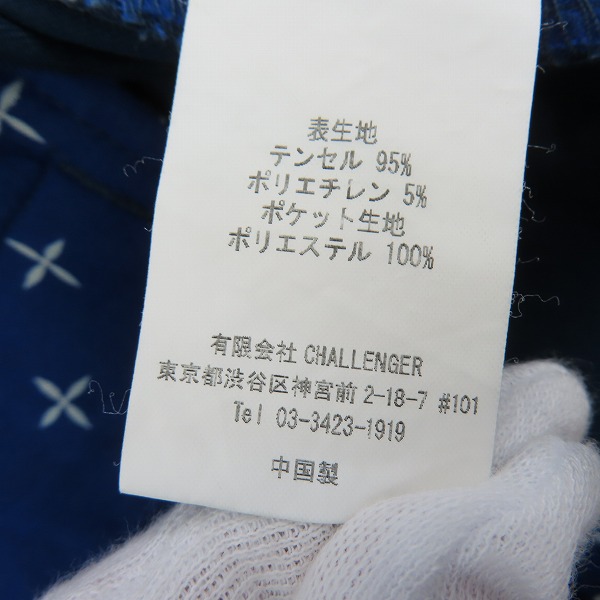 表生地
テンセル 95%
ポリエチレン 5%
ポケット生地
ポリエステル 100%
有限会社 CHALLENGER
東京都渋谷区神宮前 2-18-7 #101
Tel 03-3423-1919
中国製